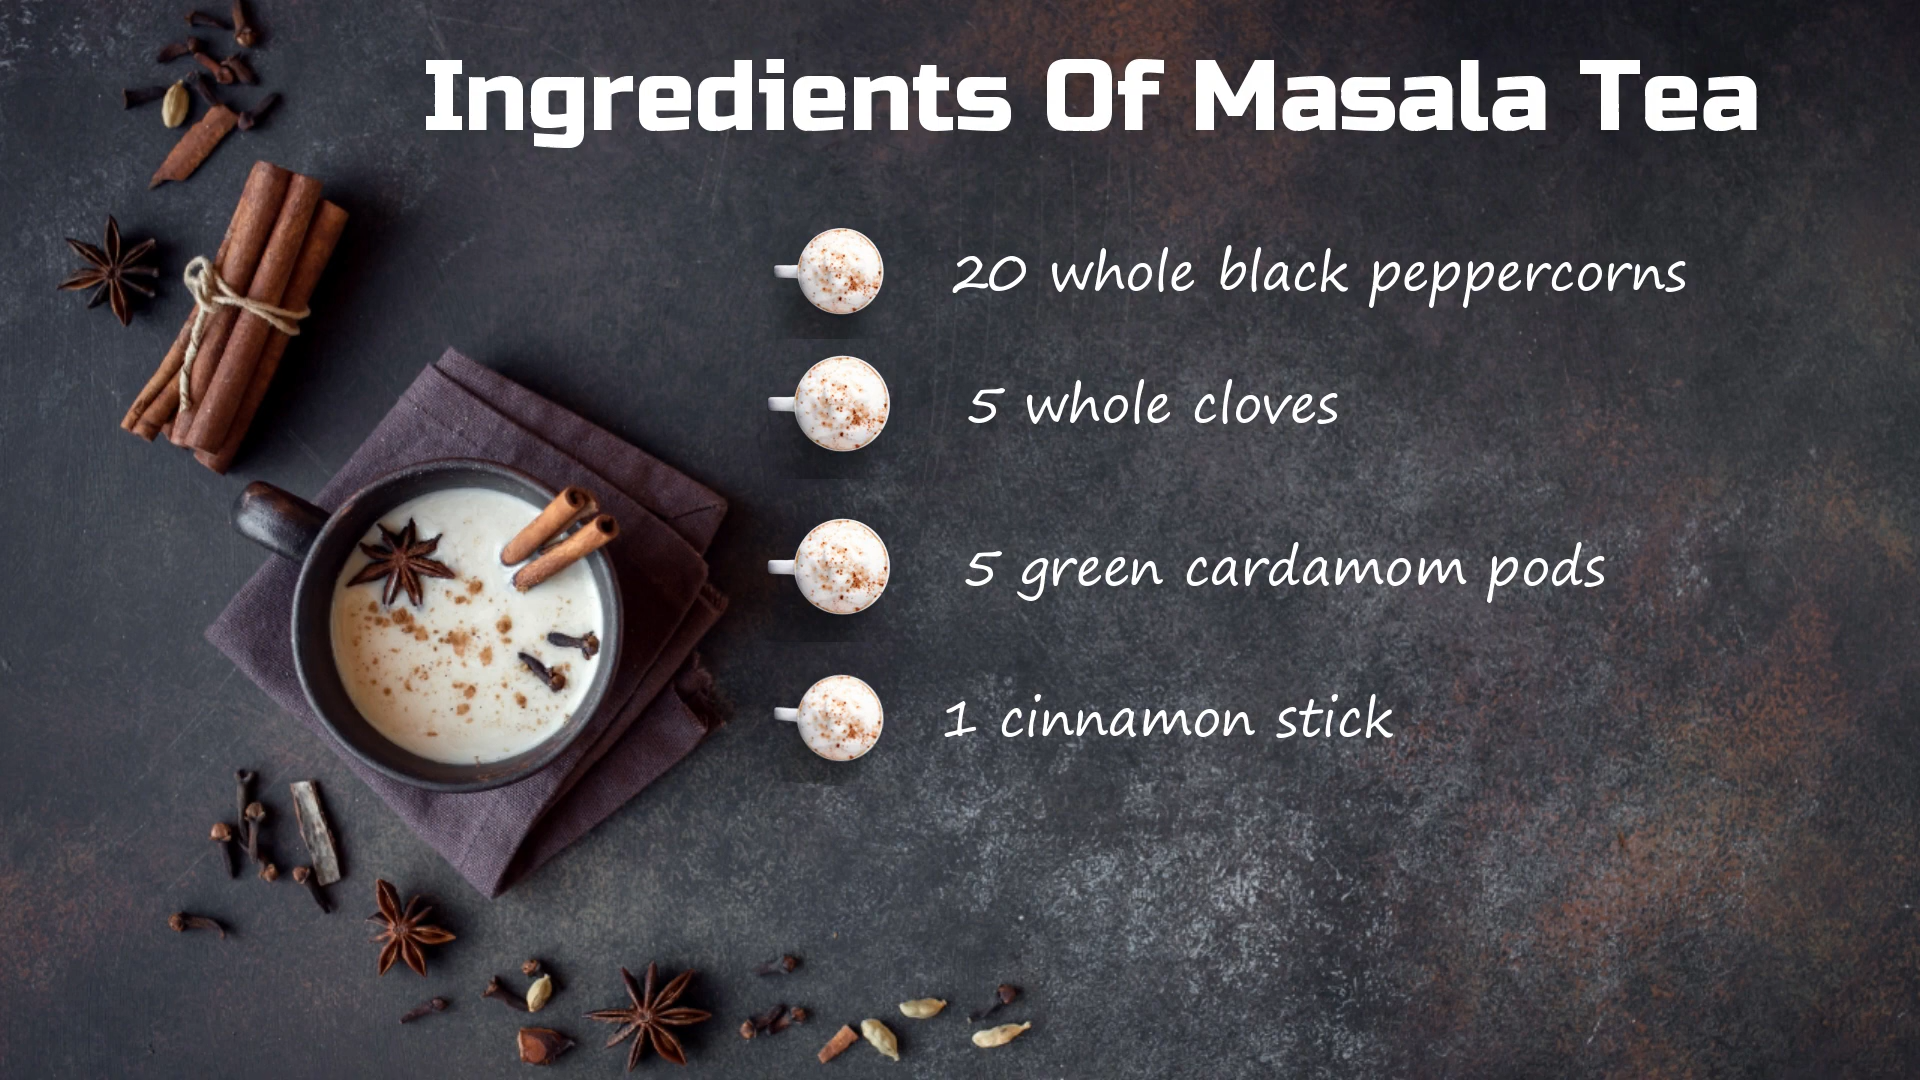 Ingredients Of Masala Tea
20 whole black peppercorns
5 whole cloves
5 green cardamom pods
1 cinnamon stick